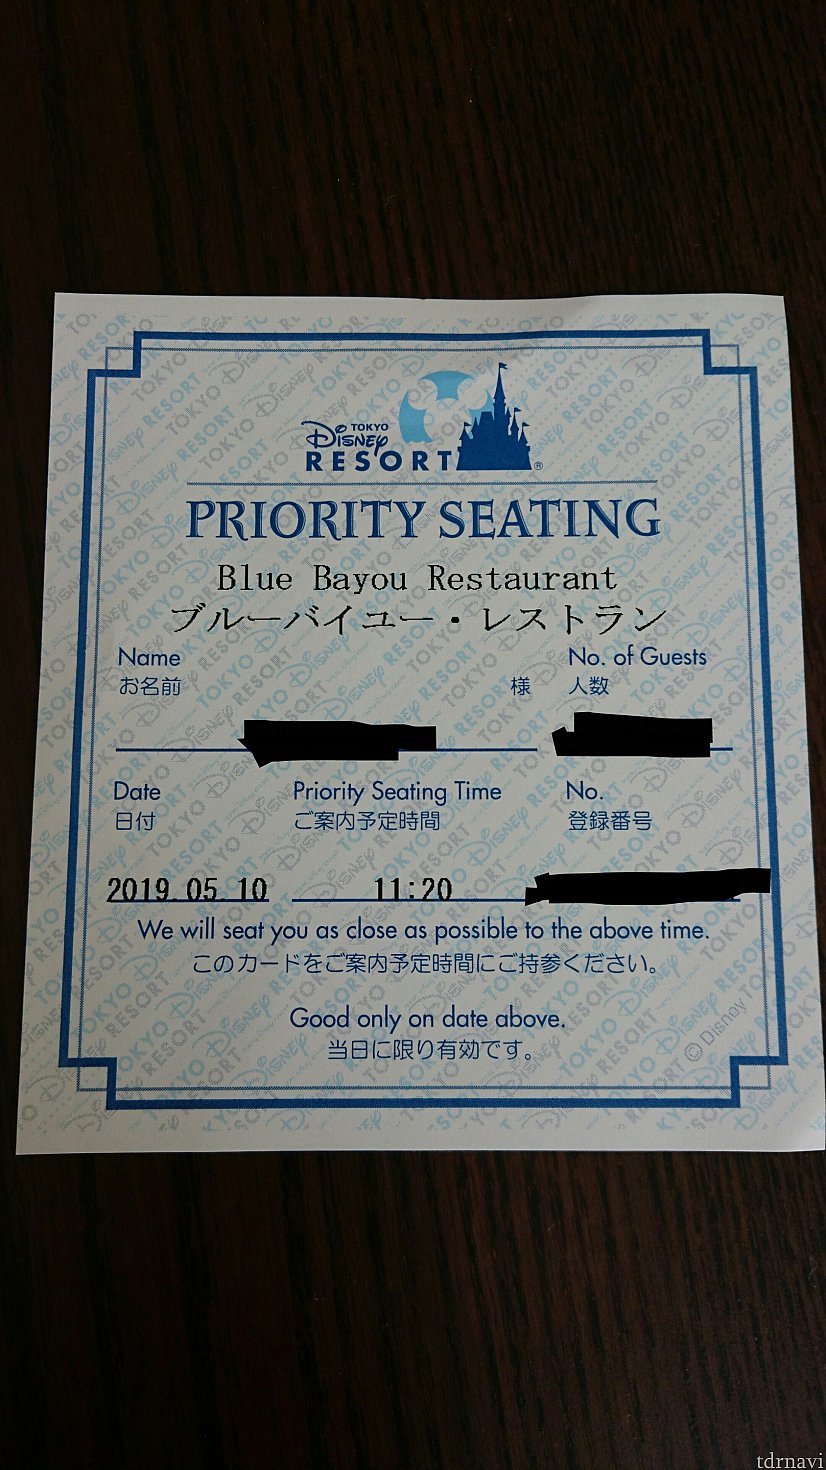 TOKYO
Disney
RESORT®
PRIORITY SEATING
Blue Bayou Restaurant
ブルーバイユー・レストラン
Name No. of Guests
お名前 様 人数
Date Priority Seating Time No.
日付 ご案内予定時間 登録番号
2019.05.10 11:20
We will seat you as close as possible to the above time.
このカードをご案内予定時間にご持参ください。
Good only on date above.
当日に限り有効です。
© Disney
tdrnavi